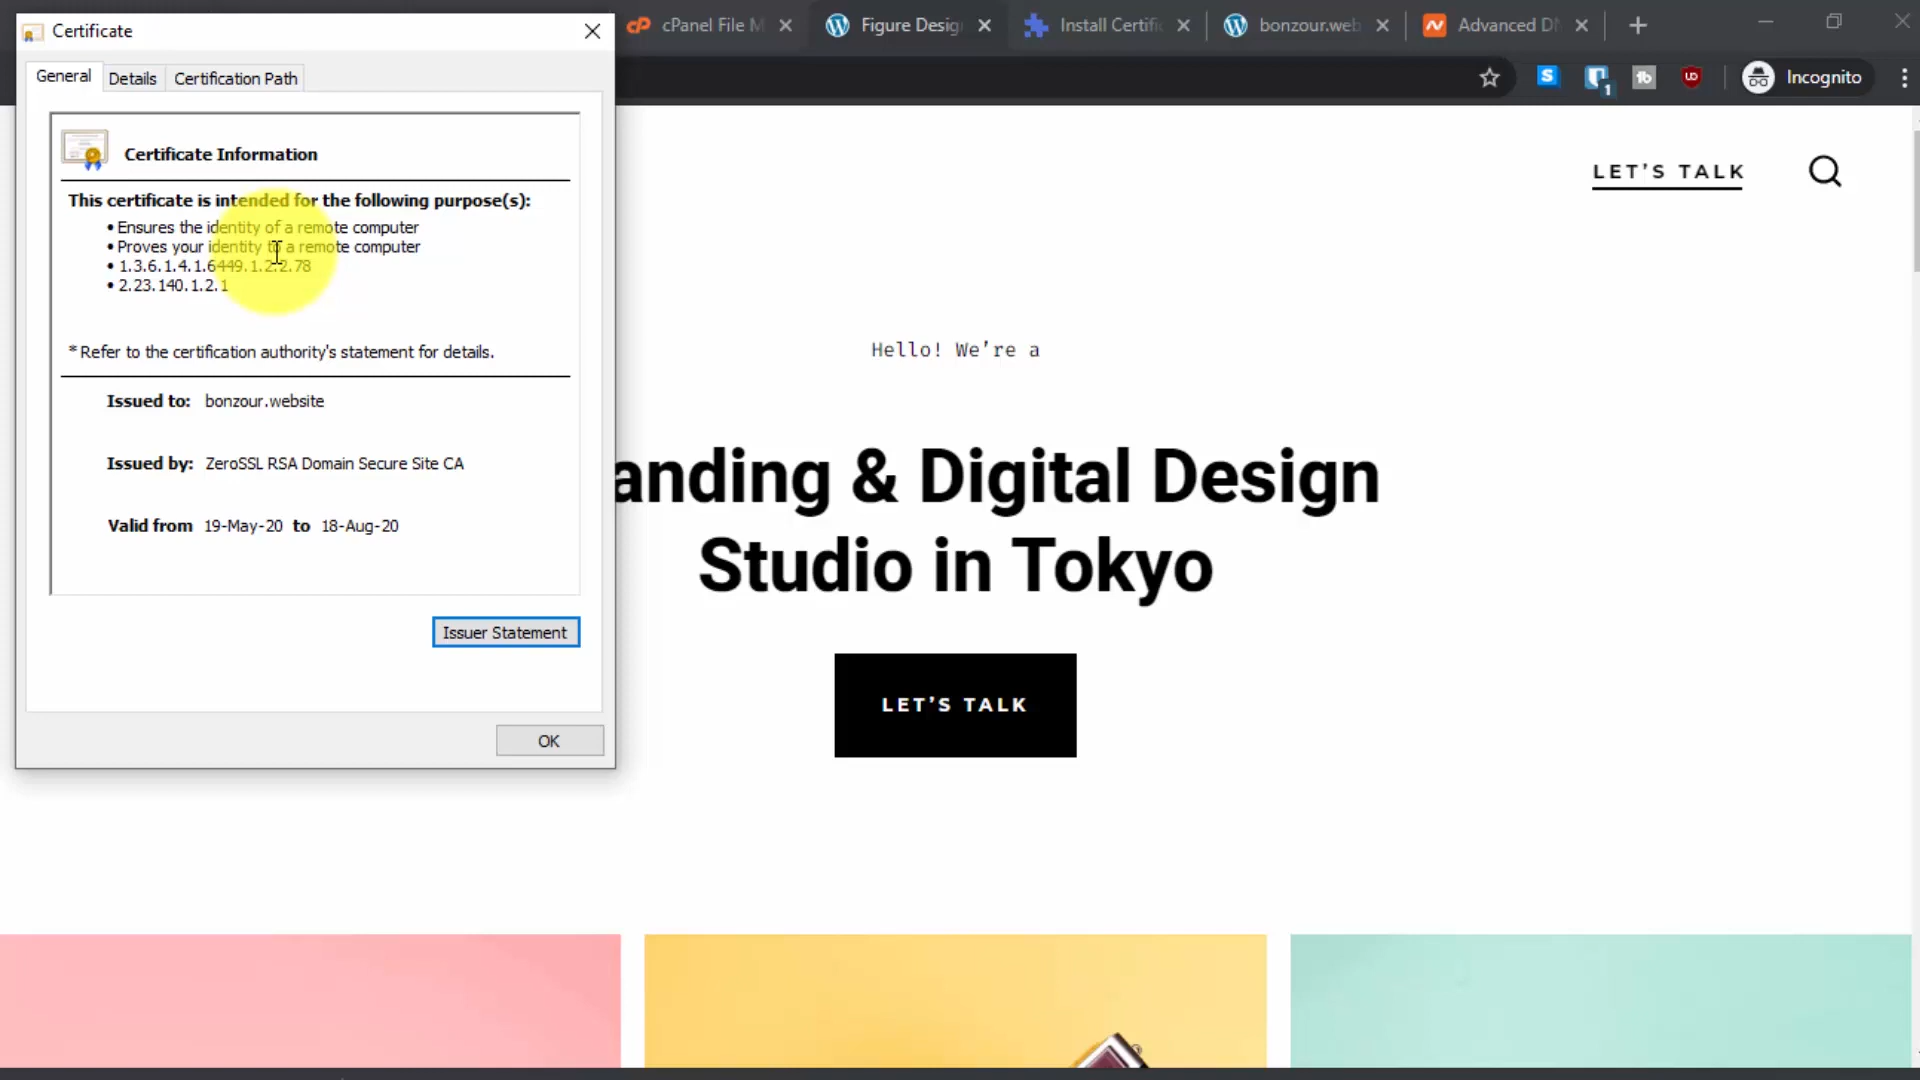 Certificate
cPanel File M
Figure Desig
Install Certific
bonzour.web
Advanced D
General
Details
Certification Path
S
1
fb
Incognito
Certificate Information
This certificate is intended for the following purpose(s):
• Ensures the identity of a remote computer
• Proves your identity to a remote computer
• 1.3.6.1.4.1.6449.1.2.2.78
• 2.23.140.1.2.1
* Refer to the certification authority's statement for details.
Issued to: bonzour.website
Issued by: ZeroSSL RSA Domain Secure Site CA
Valid from 19-May-20 to 18-Aug-20
Issuer Statement
OK
LET'S TALK
Hello! We're a
anding & Digital Design
Studio in Tokyo
LET'S TALK